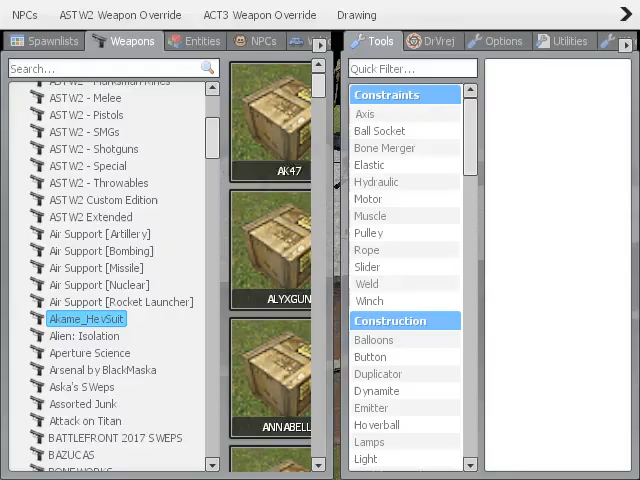 NPCs ASTW2 Weapon Override ACT3 Weapon Override Drawing
Spawnlists Weapons Entities NPCs
Tools DrVrej Options Utilities
Search...
Quick Filter...
ASTW2 - Marksman Rifles
ASTW2 - Melee
ASTW2 - Pistols
ASTW2 - SMGs
ASTW2 - Shotguns
ASTW2 - Special
ASTW2 - Throwables
ASTW2 Custom Edition
ASTW2 Extended
Air Support [Artillery]
Air Support [Bombing]
Air Support [Missile]
Air Support [Nuclear]
Air Support [Rocket Launcher]
Akame_HevSuit
Alien: Isolation
Aperture Science
Arsenal by BlackMaska
Aska's SWeps
Assorted Junk
Attack on Titan
BATTLEFRONT 2017 SWEPS
BAZUCAS
BONEWORKS
AK47
ALYXGUN
ANNABELL
Constraints
Axis
Ball Socket
Bone Merger
Elastic
Hydraulic
Motor
Muscle
Pulley
Rope
Slider
Weld
Winch
Construction
Balloons
Button
Duplicator
Dynamite
Emitter
Hoverball
Lamps
Light